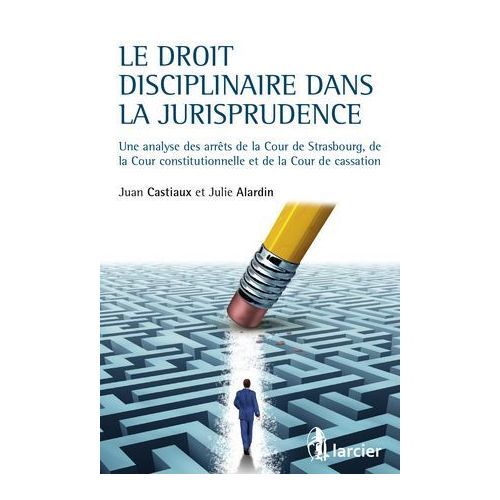 LE DROIT
DISCIPLINAIRE DANS
LA JURISPRUDENCE
Une analyse des arrêts de la Cour de Strasbourg, de
la Cour constitutionnelle et de la Cour de cassation
Juan Castiaux et Julie Alardin
larcier